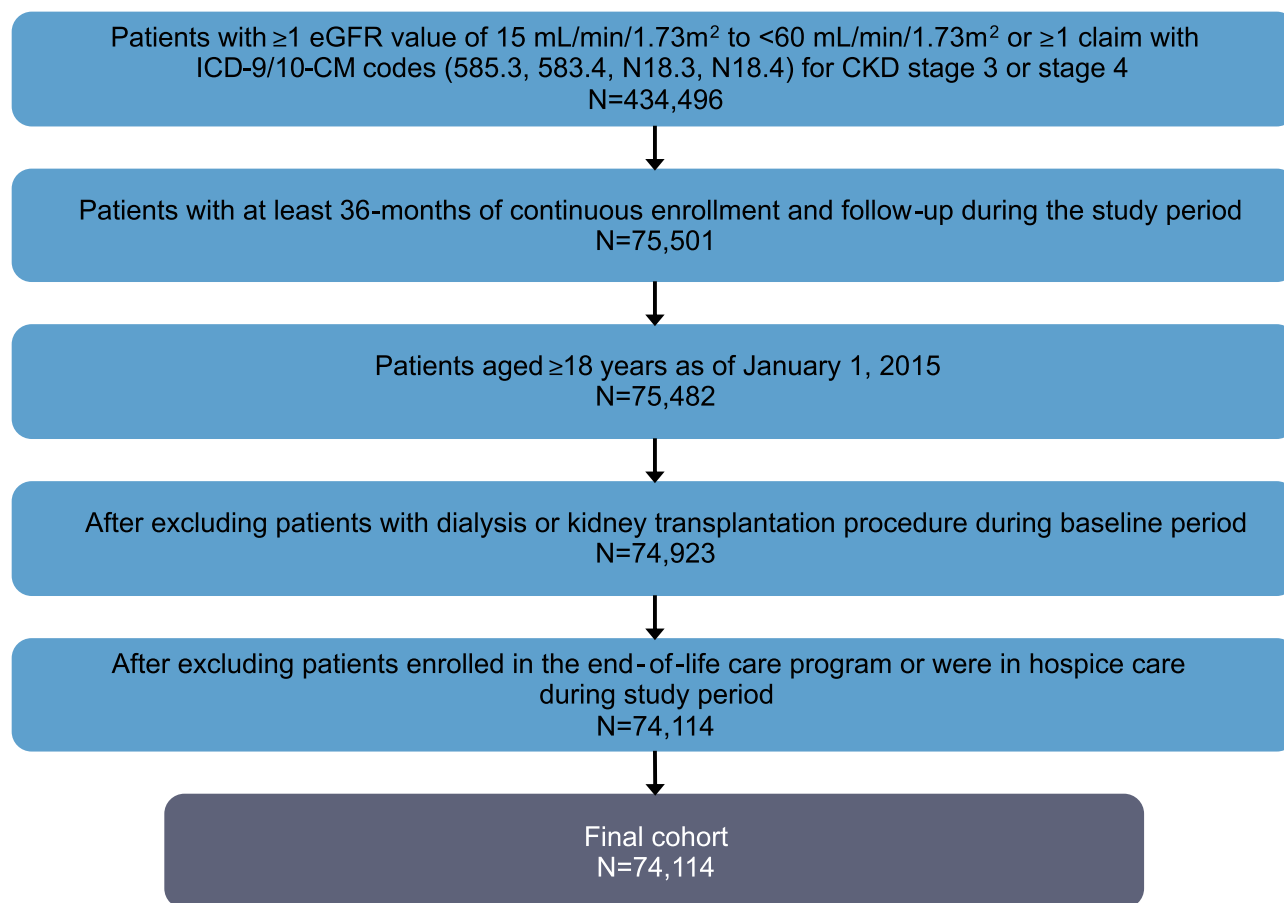 Patients with ≥1 eGFR value of 15 mL/min/1.73m² to <60 mL/min/1.73m² or ≥1 claim with
ICD-9/10-CM codes (585.3, 583.4, N18.3, N18.4) for CKD stage 3 or stage 4
N=434,496
Patients with at least 36-months of continuous enrollment and follow-up during the study period
N=75,501
Patients aged ≥18 years as of January 1, 2015
N=75,482
After excluding patients with dialysis or kidney transplantation procedure during baseline period
N=74,923
After excluding patients enrolled in the end-of-life care program or were in hospice care
during study period
N=74,114
Final cohort
N=74,114